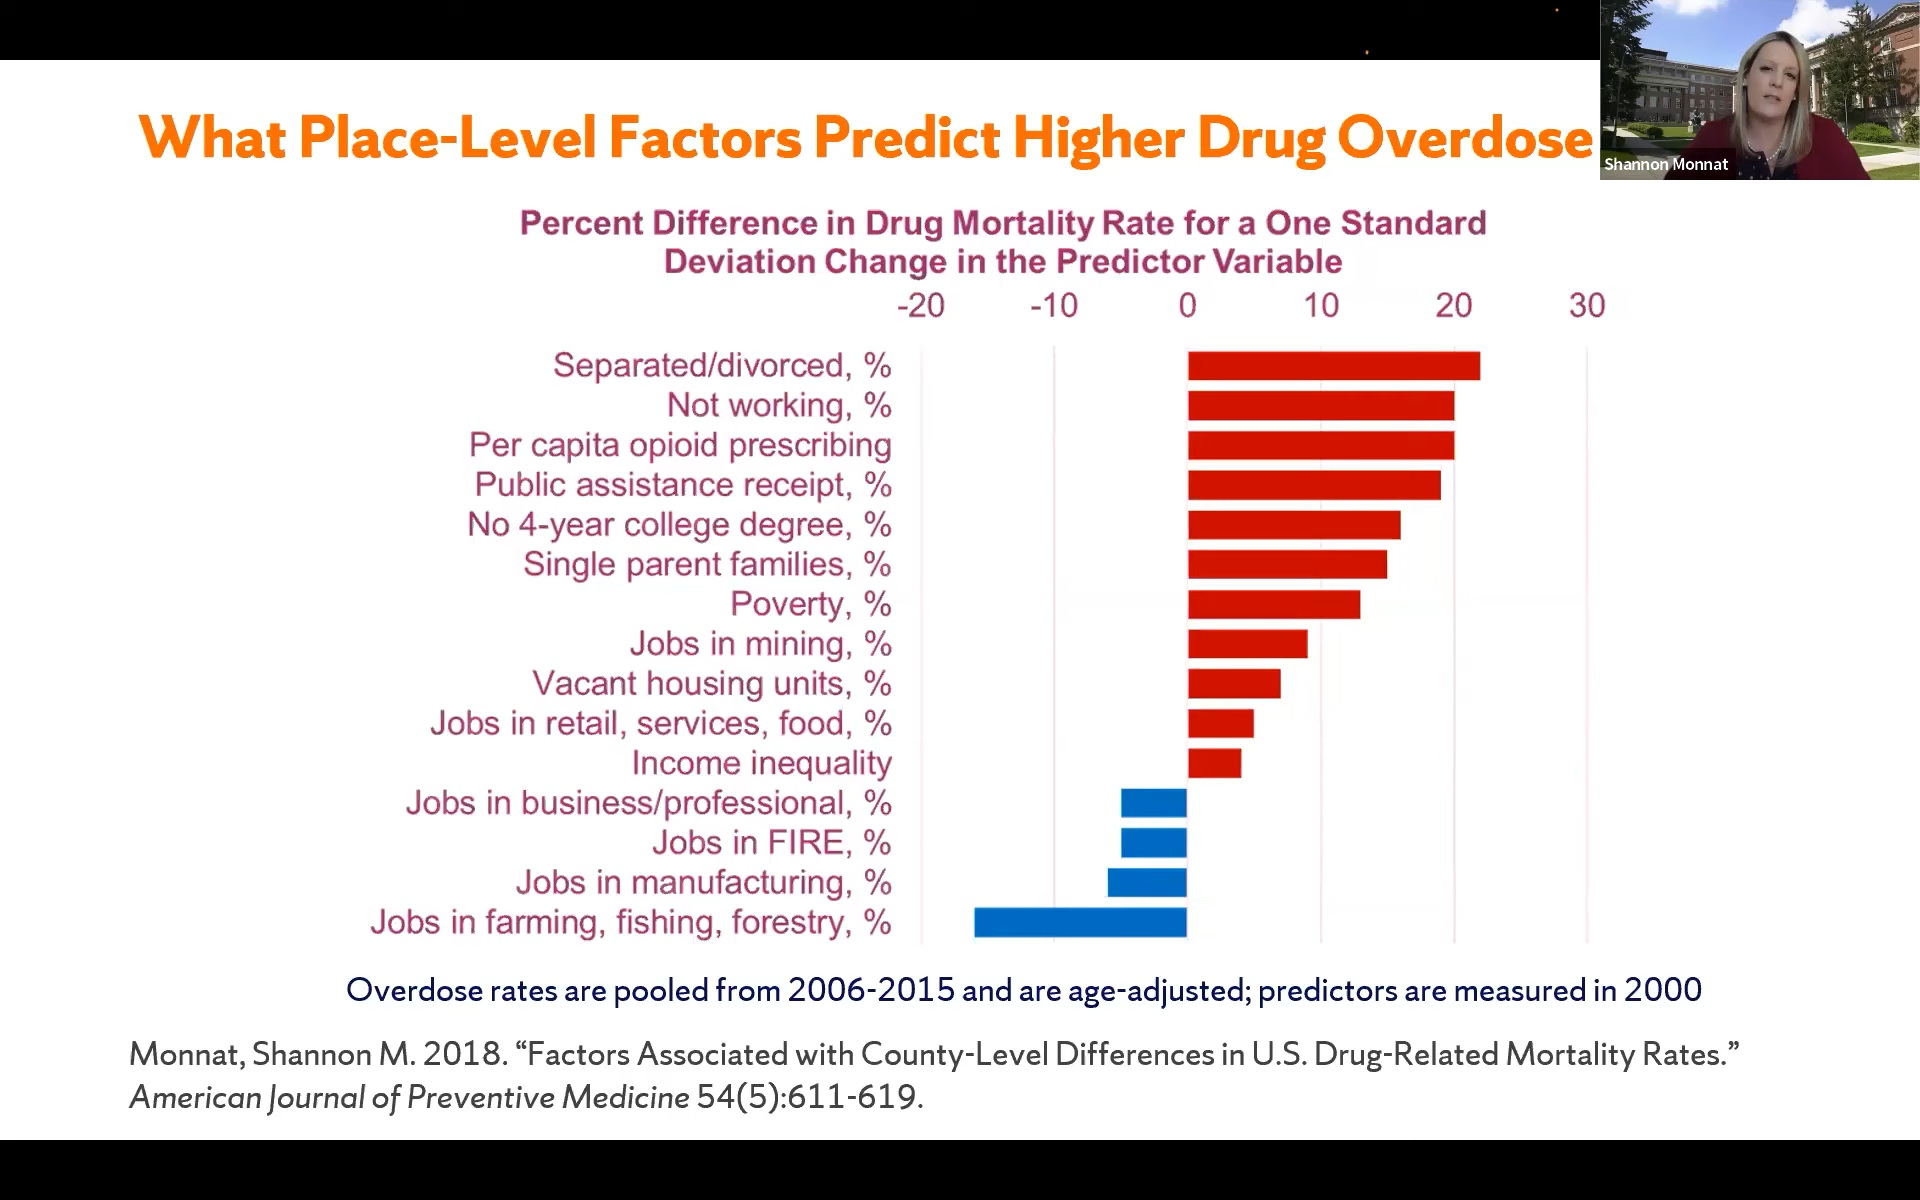 What Place-Level Factors Predict Higher Drug Overdose
Shannon Monnat
Percent Difference in Drug Mortality Rate for a One Standard
Deviation Change in the Predictor Variable
-20 -10 0 10 20 30
Separated/divorced, %
Not working, %
Per capita opioid prescribing
Public assistance receipt, %
No 4-year college degree, %
Single parent families, %
Poverty, %
Jobs in mining, %
Vacant housing units, %
Jobs in retail, services, food, %
Income inequality
Jobs in business/professional, %
Jobs in FIRE, %
Jobs in manufacturing, %
Jobs in farming, fishing, forestry, %
Overdose rates are pooled from 2006-2015 and are age-adjusted; predictors are measured in 2000
Monnat, Shannon M. 2018. “Factors Associated with County-Level Differences in U.S. Drug-Related Mortality Rates.”
American Journal of Preventive Medicine 54(5):611-619.